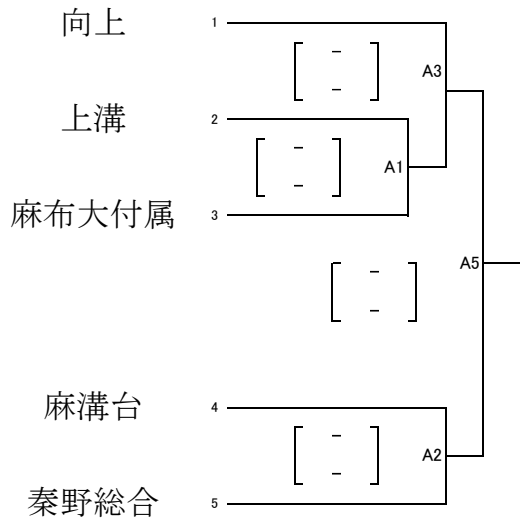 向上 1
[ - - ] A3
上溝 2
[ - - ] A1
麻布大付属 3
[ - - ] A5
麻溝台 4
[ - - ] A2
秦野総合 5